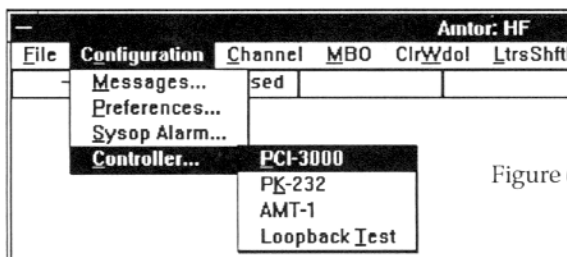 Amtor: HF
File Configuration Channel MBO ClrWdol LtrsShft
Messages... sed
Preferences...
Sysop Alarm...
Controller... PCI-3000
Figure
PK-232
AMT-1
Loopback Test